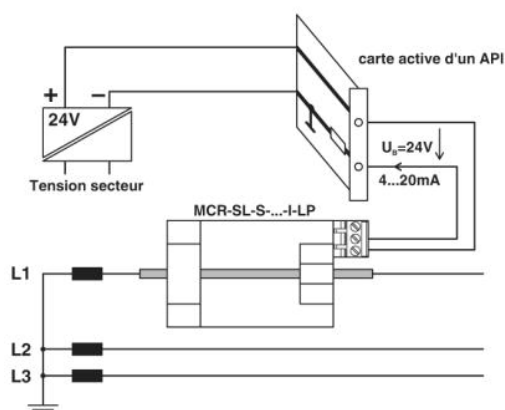 carte active d'un API
+ −
24V
Tension secteur
U_B=24V
4...20mA
MCR-SL-S-...-I-LP
L1
L2
L3